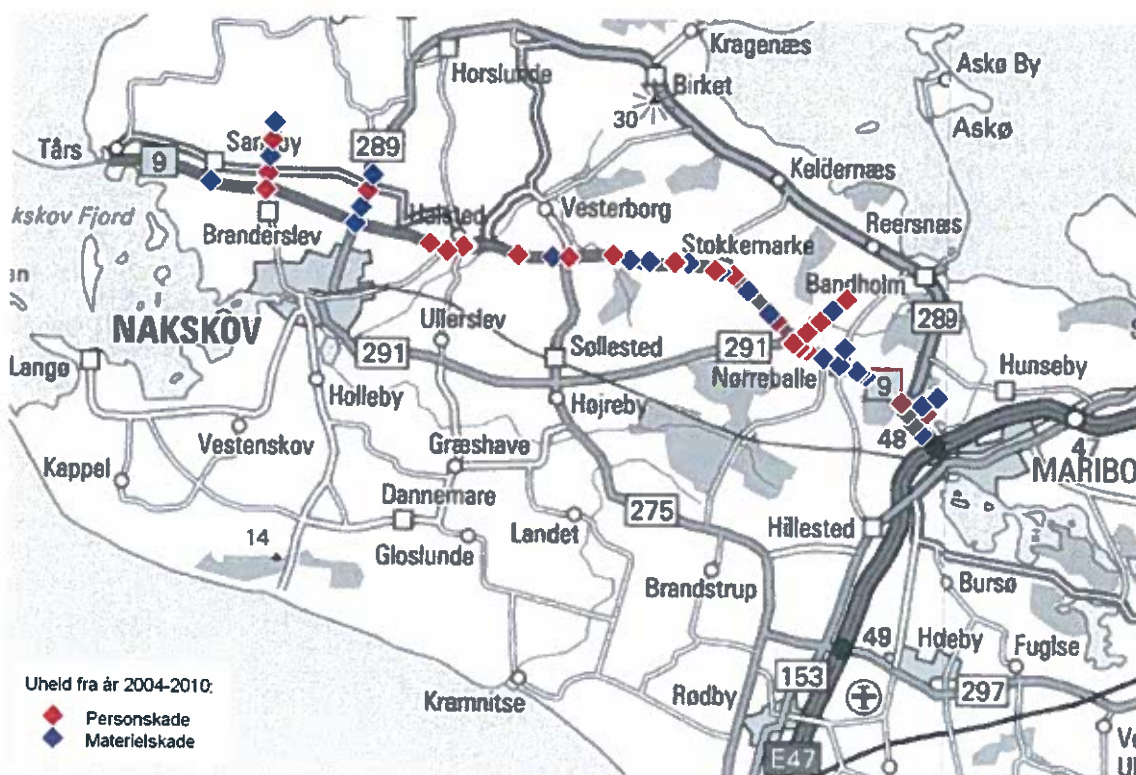 Kragenæs
Horslunde
Birket
30
Askø By
Askø
Tårs
9
289
Keldernæs
kskov Fjord
Branderslev
Halsted
Vesterborg
Stokkemarke
Reersnæs
Bandholm
NAKSKOV
Ullerslev
289
291
Søllested
291
Nørreballe
Hunseby
Langø
Holleby
Højreby
9
Vestenskov
48
47
Græshave
MARIBO
Kappel
Dannemare
275
Hillested
14
Gloslunde
Landet
Brandstrup
Bursø
48
Fuglse
Uheld fra år 2004-2010:
Personskade
Materielskade
Kramnitse
Rødby
153
297
E47